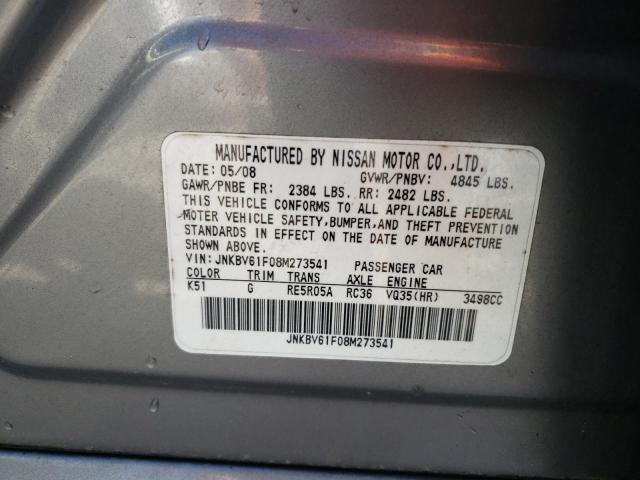 MANUFACTURED BY NISSAN MOTOR CO.,LTD.
DATE: 05/08 GVWR/PNBV: 4845 LBS.
GAWR/PNBE FR: 2384 LBS. RR: 2482 LBS.
THIS VEHICLE CONFORMS TO ALL APPLICABLE FEDERAL
MOTER VEHICLE SAFETY,BUMPER,AND THEFT PREVENTION
STANDARDS IN EFFECT ON THE DATE OF MANUFACTURE
SHOWN ABOVE.
VIN: JNKBV61F08M273541 PASSENGER CAR
COLOR TRIM TRANS AXLE ENGINE
K51 G RE5R05A RC36 VQ35(HR) 3498CC
JNKBV61F08M273541